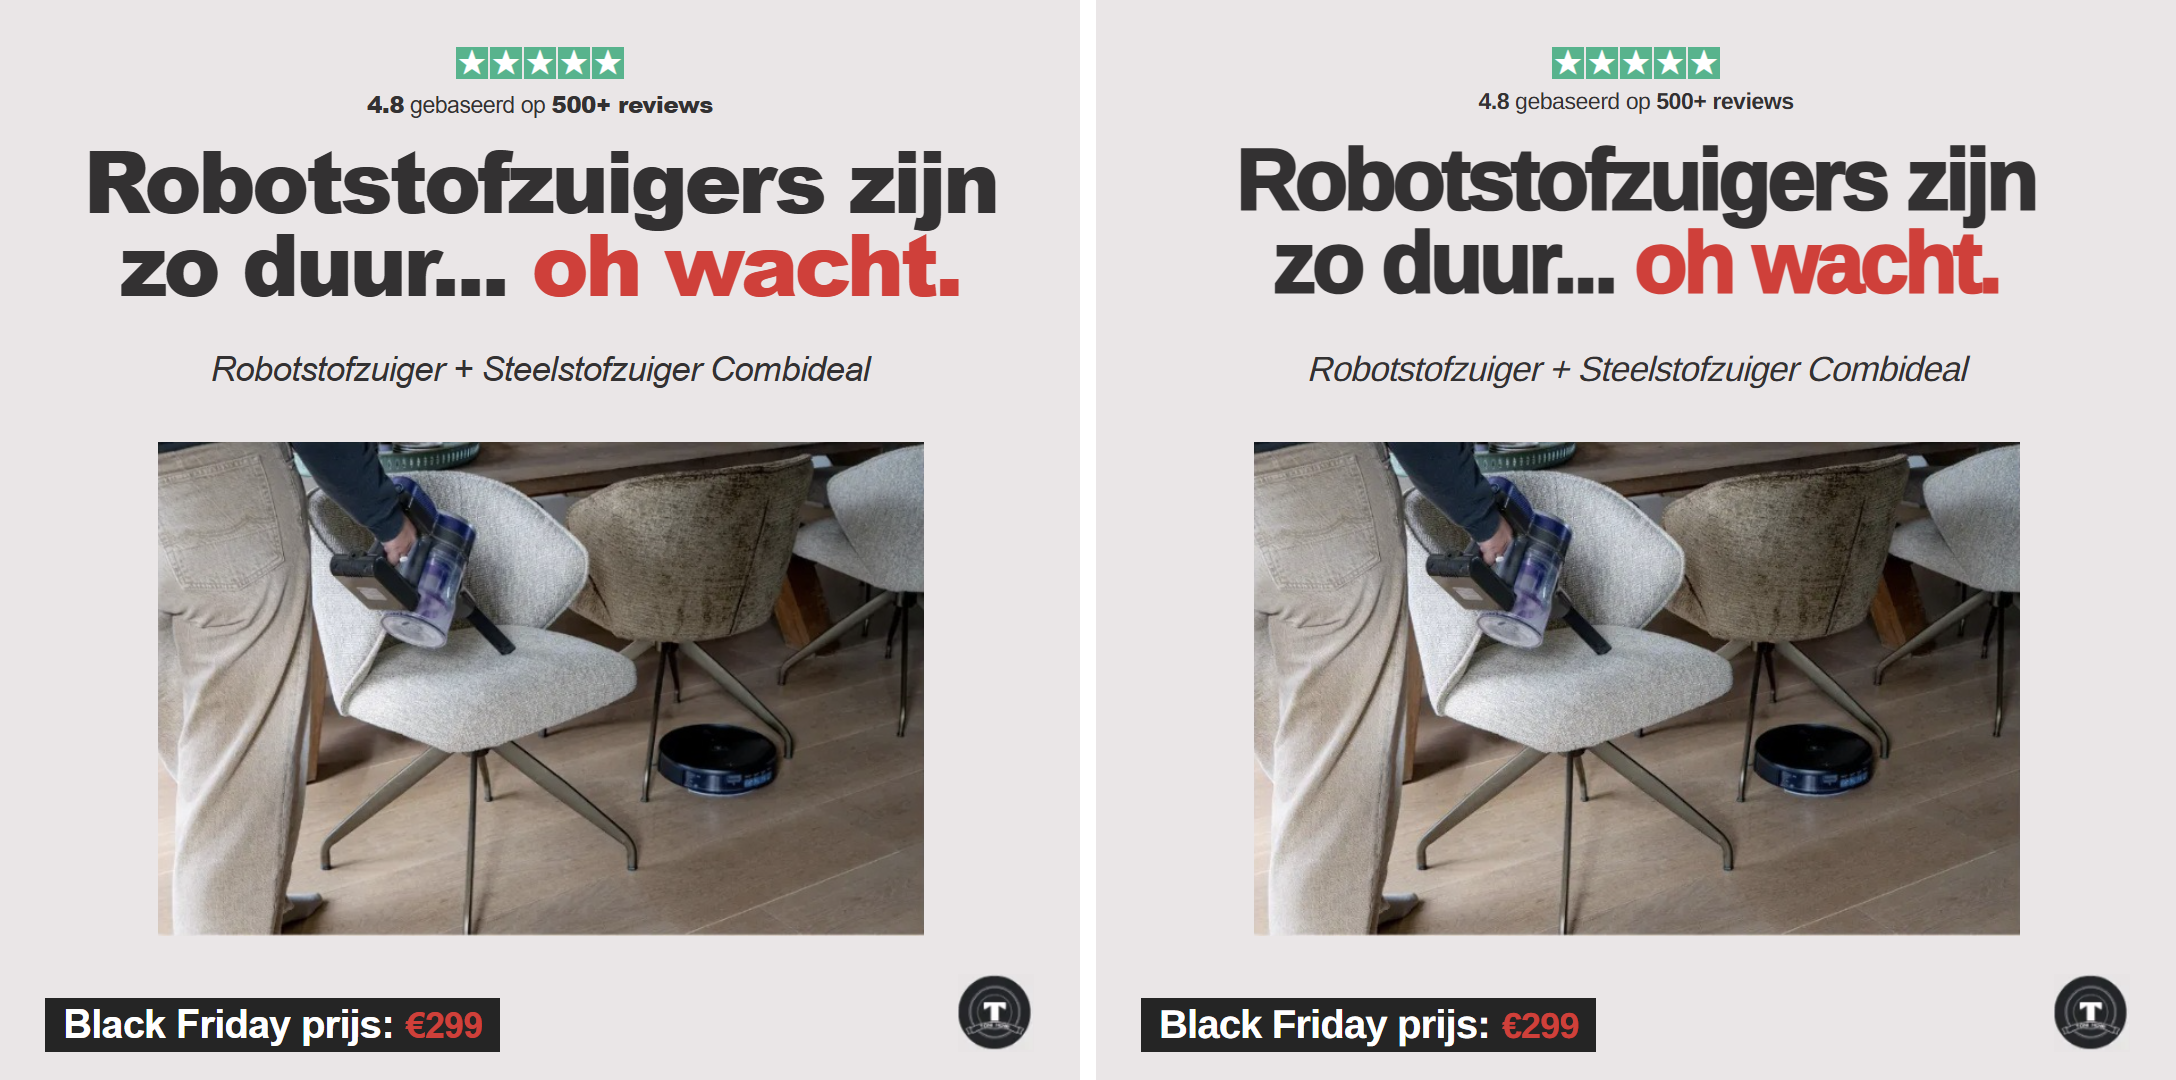 4.8 gebaseerd op 500+ reviews
Robotstofzuigers zijn
zo duur... oh wacht.
Robotstofzuiger + Steelstofzuiger Combideal
Black Friday prijs: €299
T
4.8 gebaseerd op 500+ reviews
Robotstofzuigers zijn
zo duur... oh wacht.
Robotstofzuiger + Steelstofzuiger Combideal
Black Friday prijs: €299
T